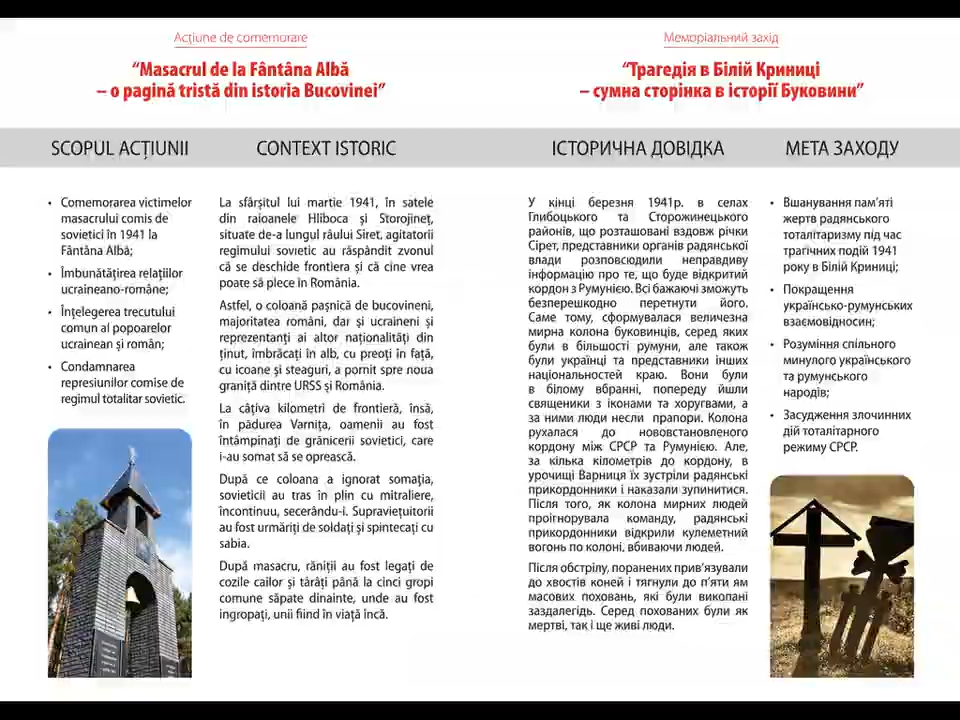 Acțiune de comemorare
“Masacrul de la Fântâna Albă
– o pagină tristă din istoria Bucovinei”
SCOPUL ACȚIUNII
CONTEXT ISTORIC
• Comemorarea victimelor
masacrului comis de
sovietici în 1941 la
Fântâna Albă;
• Îmbunătățirea relațiilor
ucraineano-române;
• Înțelegerea trecutului
comun al popoarelor
ucrainean și român;
• Condamnarea
represiunilor comise de
regimul totalitar sovietic.
La sfârșitul lui martie 1941, în satele
din raioanele Hliboca și Storojineț,
situate de-a lungul râului Siret, agitatorii
regimului sovietic au răspândit zvonul
că se deschide frontiera și că cine vrea
poate să plece în România.
Astfel, o coloană pașnică de bucovineni,
majoritatea români, dar și ucraineni și
reprezentanți ai altor naționalități din
ținut, îmbrăcați în alb, cu preoți în față,
cu icoane și steaguri, a pornit spre noua
graniță dintre URSS și România.
La câțiva kilometri de frontieră, însă,
în pădurea Varnița, oamenii au fost
întâmpinați de grănicerii sovietici, care
i-au somat să se oprească.
După ce coloana a ignorat somația,
sovieticii au tras în plin cu mitraliere,
încontinuu, secerându-i. Supraviețuitorii
au fost urmăriți de soldați și spintecați cu
sabia.
După masacru, răniții au fost legați de
cozile cailor și târâți până la cinci gropi
comune săpate dinainte, unde au fost
ingropați, unii fiind în viață încă.
Меморіальний захід
“Трагедія в Білій Криниці
– сумна сторінка в історії Буковини”
ІСТОРИЧНА ДОВІДКА
МЕТА ЗАХОДУ
У кінці березня 1941р. в селах
Глибоцького та Сторожинецького
районів, що розташовані вздовж річки
Сірет, представники органів радянської
влади розповсюдили неправдиву
інформацію про те, що буде відкритий
кордон з Румунією. Всі бажаючі зможуть
безперешкодно перетнути його.
Саме тому, сформувалася величезна
мирна колона буковинців, серед яких
були в більшості румуни, але також
були українці та представники інших
національностей краю. Вони були
в білому вбранні, попереду йшли
священики з іконами та хоругвами, а
за ними люди несли прапори. Колона
рухалася до нововстановленого
кордону між СРСР та Румунією. Але,
за кілька кілометрів до кордону, в
урочищі Варниця їх зустріли радянські
прикордонники і наказали зупинитися.
Після того, як колона мирних людей
проігнорувала команду, радянські
прикордонники відкрили кулеметний
вогонь по колоні, вбиваючи людей.
Після обстрілу, поранених прив’язували
до хвостів коней і тягнули до п’яти ям
масових поховань, які були викопані
заздалегідь. Серед похованих були як
мертві, так і ще живі люди.
• Вшанування пам’яті
жертв радянського
тоталітаризму під час
трагічних подій 1941
року в Білій Криниці;
• Покращення
українсько-румунських
взаємовідносин;
• Розуміння спільного
минулого українського
та румунського
народів;
• Засудження злочинних
дій тоталітарного
режиму СРСР.